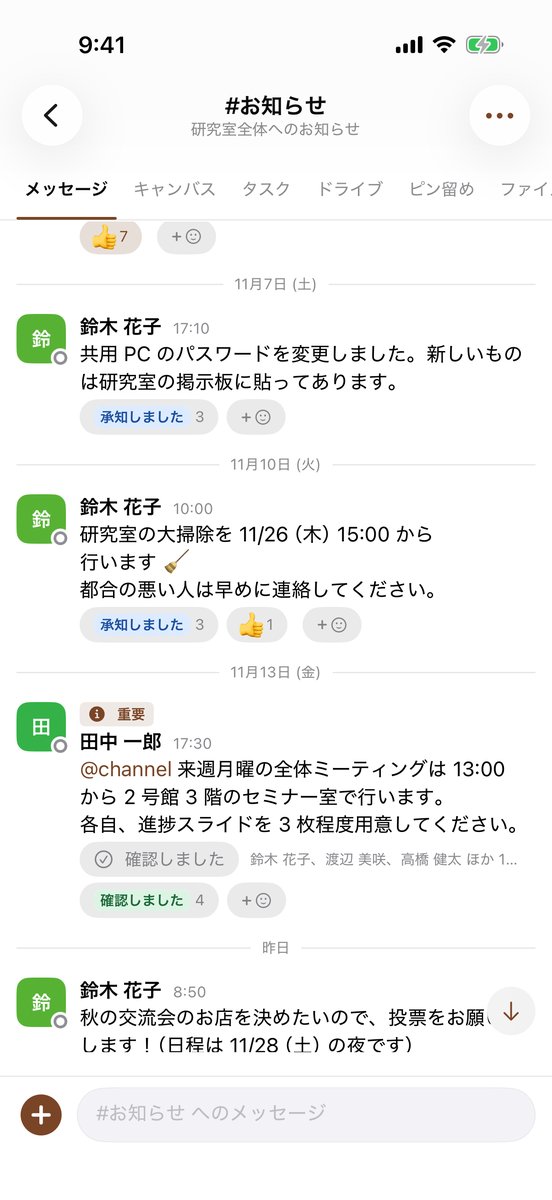 9:41
#お知らせ
研究室全体へのお知らせ
メッセージ キャンバス タスク ドライブ ピン留め ファイ
7
11月7日 (土)
鈴
鈴木 花子 17:10
共用 PC のパスワードを変更しました。新しいもの
は研究室の掲示板に貼ってあります。
承知しました 3
11月10日 (火)
鈴
鈴木 花子 10:00
研究室の大掃除を 11/26 (木) 15:00 から
行います 🧹
都合の悪い人は早めに連絡してください。
承知しました 3 👍 1
11月13日 (金)
重要
田
田中 一郎 17:30
@channel 来週月曜の全体ミーティングは 13:00
から 2 号館 3 階のセミナー室で行います。
各自、進捗スライドを 3 枚程度用意してください。
確認しました 鈴木 花子、渡辺 美咲、高橋 健太 ほか 1...
確認しました 4
昨日
鈴
鈴木 花子 8:50
秋の交流会のお店を決めたいので、投票をお願い
します！(日程は 11/28 (土) の夜です)
#お知らせ へのメッセージ